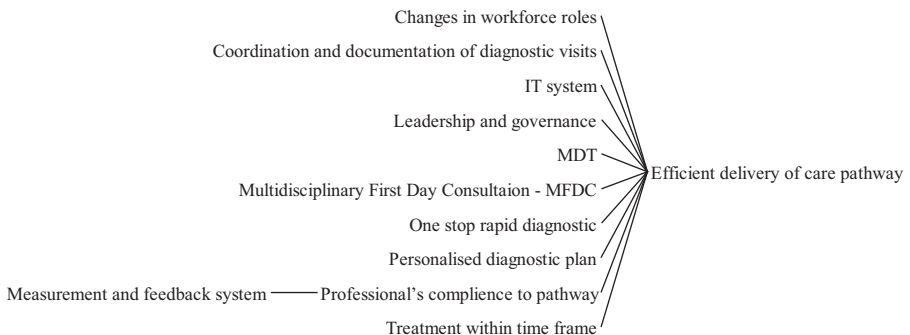 Changes in workforce roles
Coordination and documentation of diagnostic visits
IT system
Leadership and governance
MDT
Efficient delivery of care pathway
Multidisciplinary First Day Consultaion - MFDC
One stop rapid diagnostic
Personalised diagnostic plan
Measurement and feedback system
Professional’s complience to pathway
Treatment within time frame